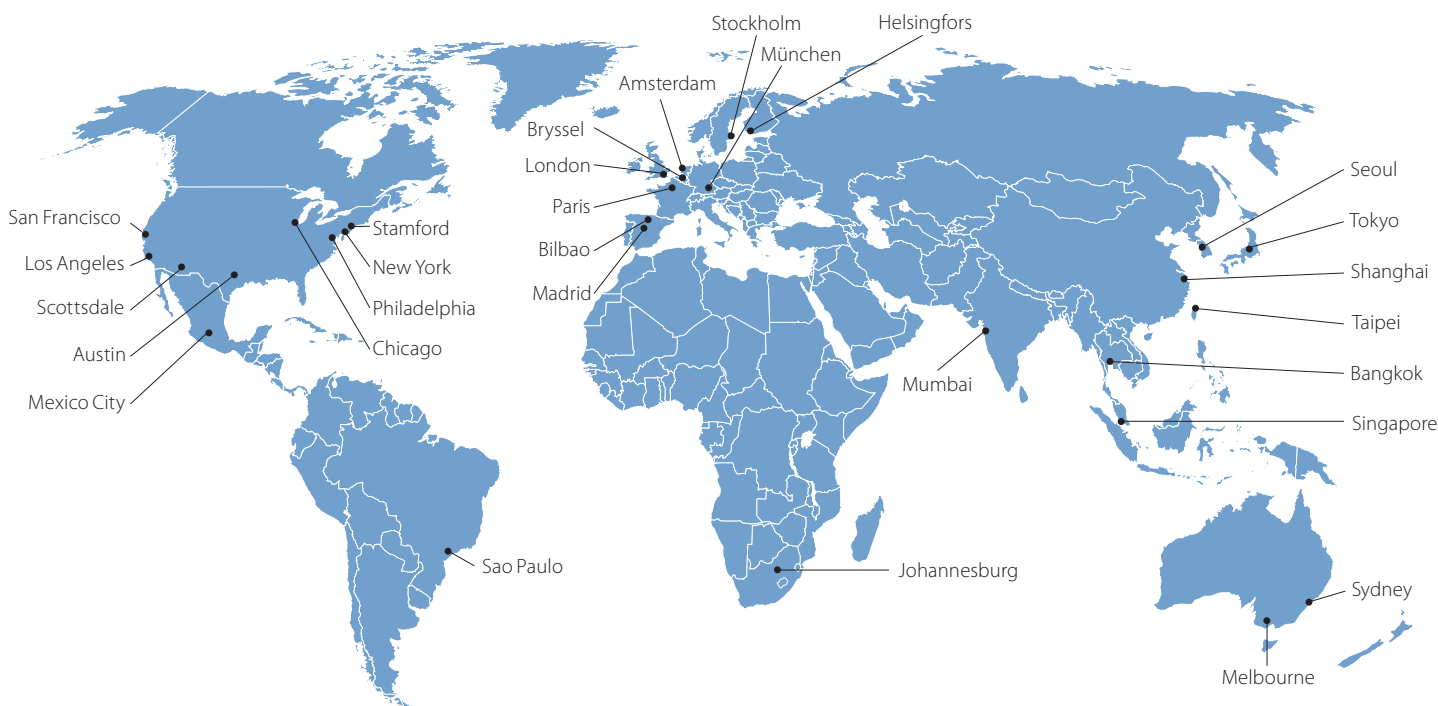 Stockholm
Helsingfors
München
Amsterdam
Bryssel
London
Paris
Bilbao
Madrid
San Francisco
Los Angeles
Scottsdale
Austin
Mexico City
Stamford
New York
Philadelphia
Chicago
Sao Paulo
Johannesburg
Mumbai
Seoul
Tokyo
Shanghai
Taipei
Bangkok
Singapore
Sydney
Melbourne